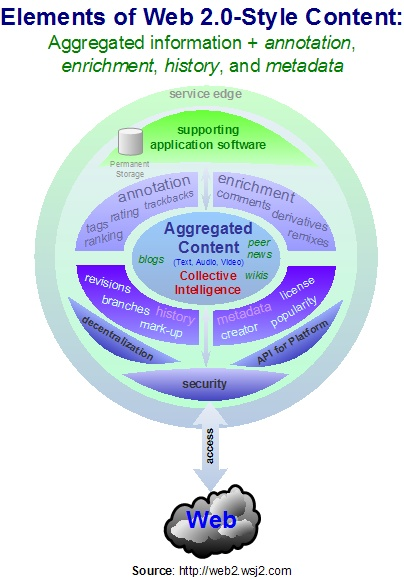 Elements of Web 2.0-Style Content:
Aggregated information + annotation,
enrichment, history, and metadata
service edge
supporting
application software
Permanent
Storage
annotation
rating trackbacks
tags
ranking
enrichment
comments
derivatives
remixes
Aggregated
Content
(Text, Audio, Video)
Collective
Intelligence
blogs
peer
news
wikis
revisions
branches history
mark-up
metadata license
creator popularity
decentralization
API for Platform
security
access
Web
Source: http://web2.wsj2.com